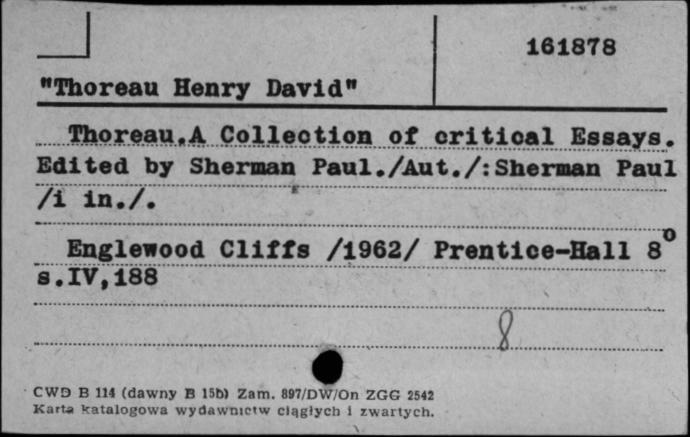 161878
"Thoreau Henry David"
Thoreau.A Collection of critical Essays.
Edited by Sherman Paul./Aut./:Sherman Paul
/i in./.
Englewood Cliffs /1962/ Prentice-Hall 8°
s.IV,188
8
CWD B 114 (dawny B 15b) Zam. 897/DW/On ZGG 2542
Karta katalogowa wydawnictw ciągłych i zwartych.